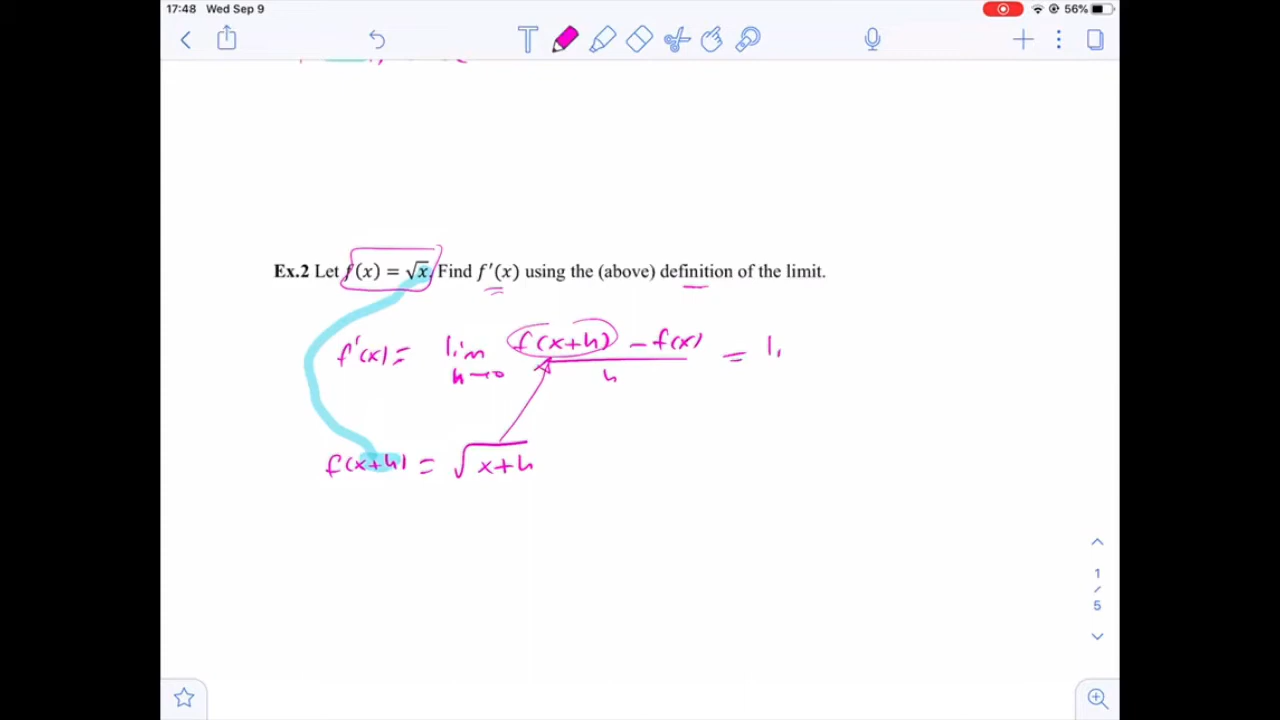 17:48 Wed Sep 9
56%
T
Ex.2 Let f(x) = √x. Find f′(x) using the (above) definition of the limit.
f'(x) = lim h→0 f(x+h) − f(x) / h = li
f(x+h) = √x+h
1
/
5